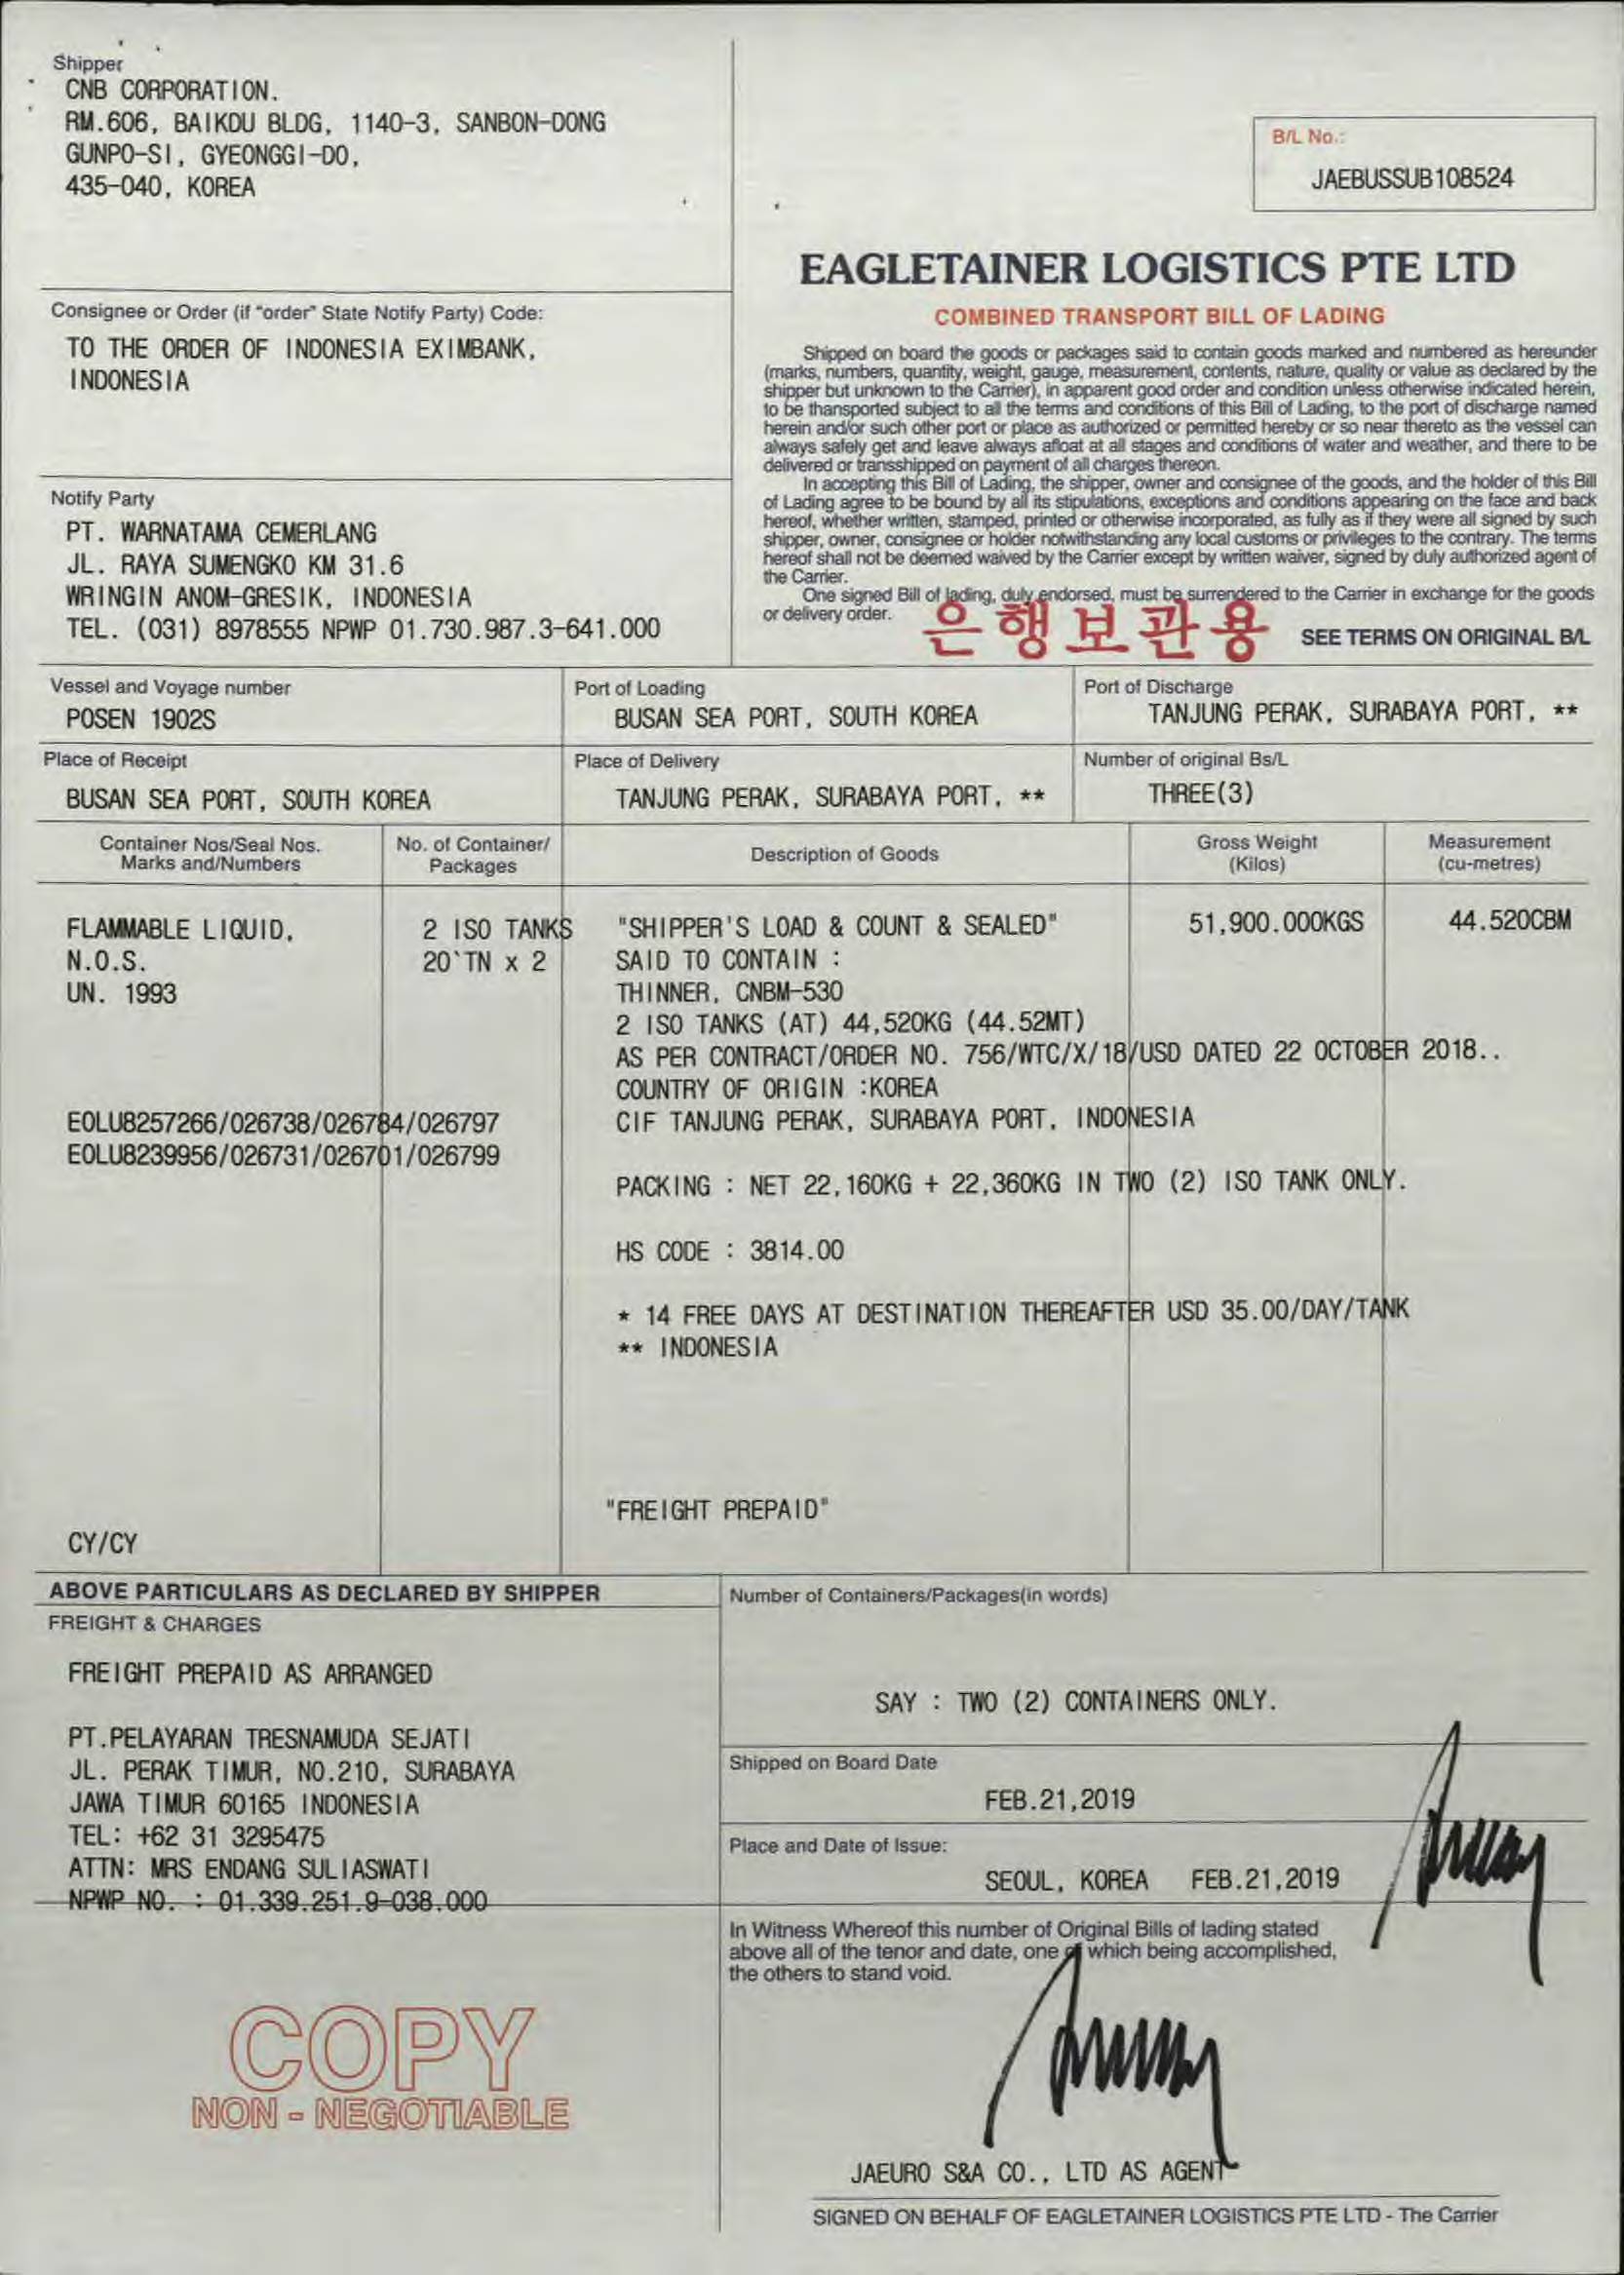 Shipper
CNB CORPORATION.
RM.606, BAIKDU BLDG, 1140-3, SANBON-DONG
GUNPO-SI, GYEONGGI-DO,
435-040, KOREA
B/L No.:
JAEBUSSUB108524
EAGLETAINER LOGISTICS PTE LTD
COMBINED TRANSPORT BILL OF LADING
Shipped on board the goods or packages said to contain goods marked and numbered as hereunder
(marks, numbers, quantity, weight, gauge, measurement, contents, nature, quality or value as declared by the
shipper but unknown to the Carrier), in apparent good order and condition unless otherwise indicated herein,
to be thansported subject to all the terms and conditions of this Bill of Lading, to the port of discharge named
herein and/or such other port or place as authorized or permitted hereby or so near thereto as the vessel can
always safely get and leave always afloat at all stages and conditions of water and weather, and there to be
delivered or transshipped on payment of all charges thereon.
In accepting this Bill of Lading, the shipper, owner and consignee of the goods, and the holder of this Bill
of Lading agree to be bound by all its stipulations, exceptions and conditions appearing on the face and back
hereof, whether written, stamped, printed or otherwise incorporated, as fully as if they were all signed by such
shipper, owner, consignee or holder notwithstanding any local customs or privileges to the contrary. The terms
hereof shall not be deemed waived by the Carrier except by written waiver, signed by duly authorized agent of
the Carrier.
One signed Bill of lading, duly endorsed, must be surrendered to the Carrier in exchange for the goods
or delivery order.
은행보관용
SEE TERMS ON ORIGINAL B/L
Consignee or Order (if "order" State Notify Party) Code:
TO THE ORDER OF INDONESIA EXIMBANK,
INDONESIA
Notify Party
PT. WARNATAMA CEMERLANG
JL. RAYA SUMENGKO KM 31.6
WRINGIN ANOM-GRESIK, INDONESIA
TEL. (031) 8978555 NPWP 01.730.987.3-641.000
Vessel and Voyage number
POSEN 1902S
Port of Loading
BUSAN SEA PORT, SOUTH KOREA
Port of Discharge
TANJUNG PERAK, SURABAYA PORT, **
Place of Receipt
BUSAN SEA PORT, SOUTH KOREA
Place of Delivery
TANJUNG PERAK, SURABAYA PORT, **
Number of original Bs/L
THREE(3)
Container Nos/Seal Nos.
Marks and/Numbers
No. of Container/
Packages
Description of Goods
Gross Weight
(Kilos)
Measurement
(cu-metres)
FLAMMABLE LIQUID,
N.O.S.
UN. 1993
2 ISO TANKS
20`TN x 2
"SHIPPER'S LOAD & COUNT & SEALED"
51,900.000KGS
44.520CBM
SAID TO CONTAIN :
THINNER, CNBM-530
2 ISO TANKS (AT) 44,520KG (44.52MT)
AS PER CONTRACT/ORDER NO. 756/WTC/X/18/USD DATED 22 OCTOBER 2018..
COUNTRY OF ORIGIN :KOREA
CIF TANJUNG PERAK, SURABAYA PORT, INDONESIA
EOLU8257266/026738/026784/026797
EOLU8239956/026731/026701/026799
PACKING : NET 22,160KG + 22,360KG IN TWO (2) ISO TANK ONLY.
HS CODE : 3814.00
* 14 FREE DAYS AT DESTINATION THEREAFTER USD 35.00/DAY/TANK
** INDONESIA
"FREIGHT PREPAID"
CY/CY
ABOVE PARTICULARS AS DECLARED BY SHIPPER
FREIGHT & CHARGES
FREIGHT PREPAID AS ARRANGED
PT.PELAYARAN TRESNAMUDA SEJATI
JL. PERAK TIMUR, NO.210, SURABAYA
JAWA TIMUR 60165 INDONESIA
TEL: +62 31 3295475
ATTN: MRS ENDANG SULIASWATI
NPWP NO. : 01.339.251.9-038.000
Number of Containers/Packages(in words)
SAY : TWO (2) CONTAINERS ONLY.
Shipped on Board Date
FEB.21,2019
Place and Date of Issue:
SEOUL, KOREA FEB.21,2019
In Witness Whereof this number of Original Bills of lading stated
above all of the tenor and date, one of which being accomplished,
the others to stand void.
COPY
NON - NEGOTIABLE
JAEURO S&A CO., LTD AS AGENT
SIGNED ON BEHALF OF EAGLETAINER LOGISTICS PTE LTD - The Carrier